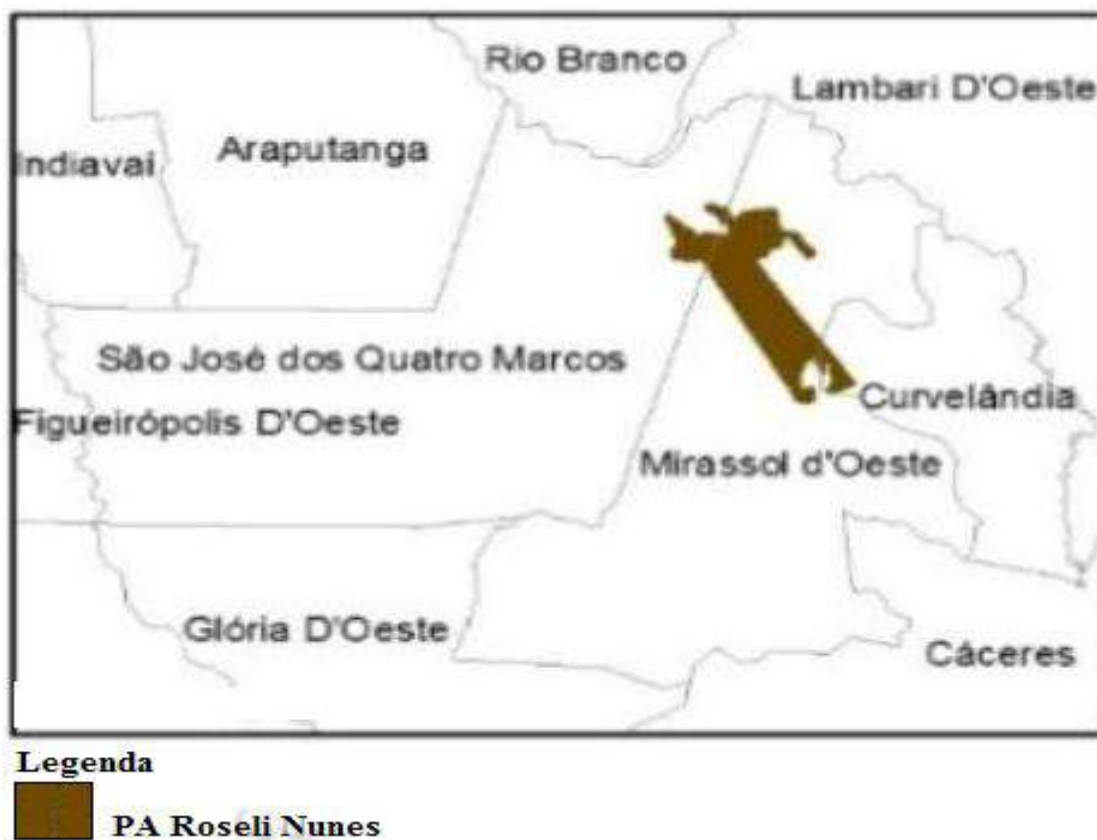 Rio Branco
Lambari D'Oeste
Araputanga
Indiavaí
São José dos Quatro Marcos
Figueirópolis D'Oeste
Curvelândia
Mirassol d'Oeste
Glória D'Oeste
Cáceres
Legenda
PA Roseli Nunes